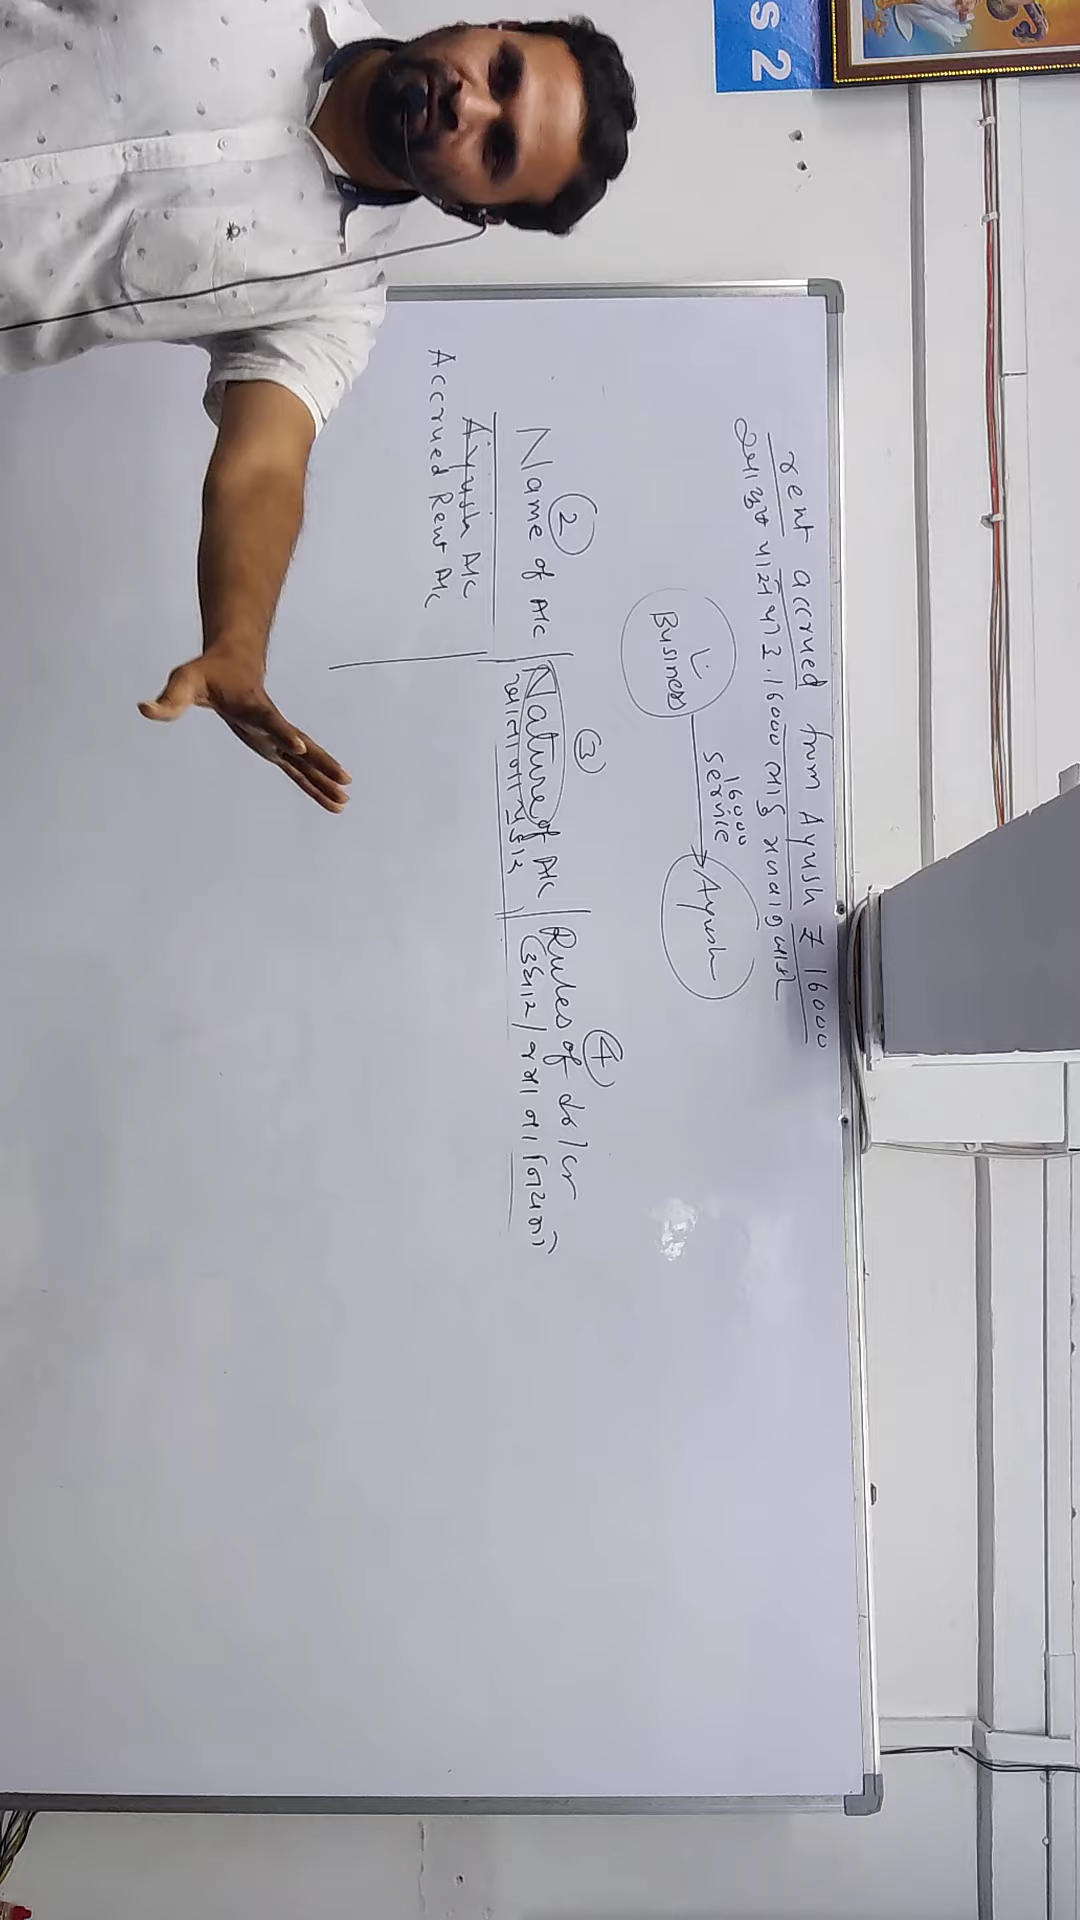 s 2
rent accrued from Ayush ₹ 16000
આયુષ પાસેથી રૂ. 16000 ભાડું મળવાનું બાકી
L:
Business
16000
service
Ayush
2
3
4
Name of A/c | Nature of A/c | Rules of dr/cr
ખાતાના પ્રકાર ઉધાર/જમા ના નિયમો
Ayush A/c
Accrued Rent A/c